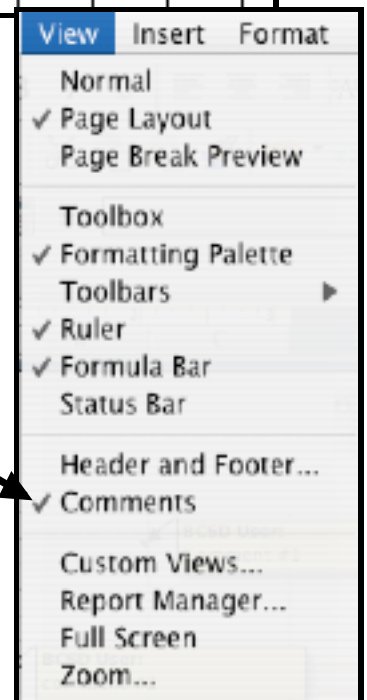 View Insert Format
Normal
✓ Page Layout
Page Break Preview
Toolbox
✓ Formatting Palette
Toolbars ▶
✓ Ruler
✓ Formula Bar
Status Bar
Header and Footer...
✓ Comments
Custom Views...
Report Manager...
Full Screen
Zoom...